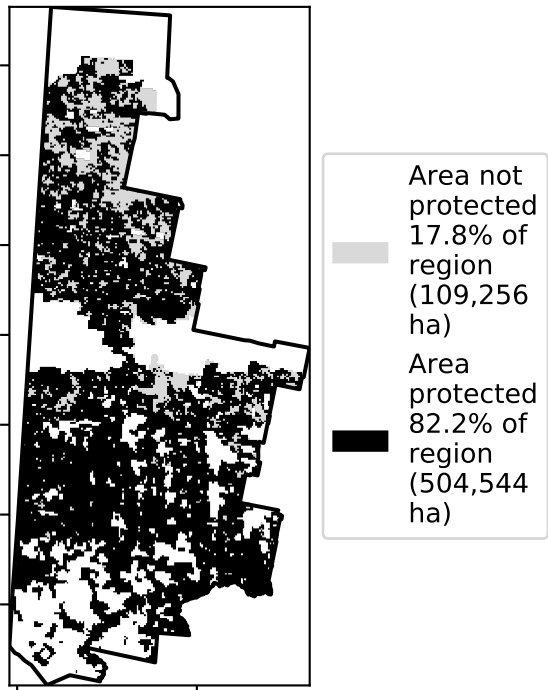 Area not
protected
17.8% of
region
(109,256
ha)
Area
protected
82.2% of
region
(504,544
ha)